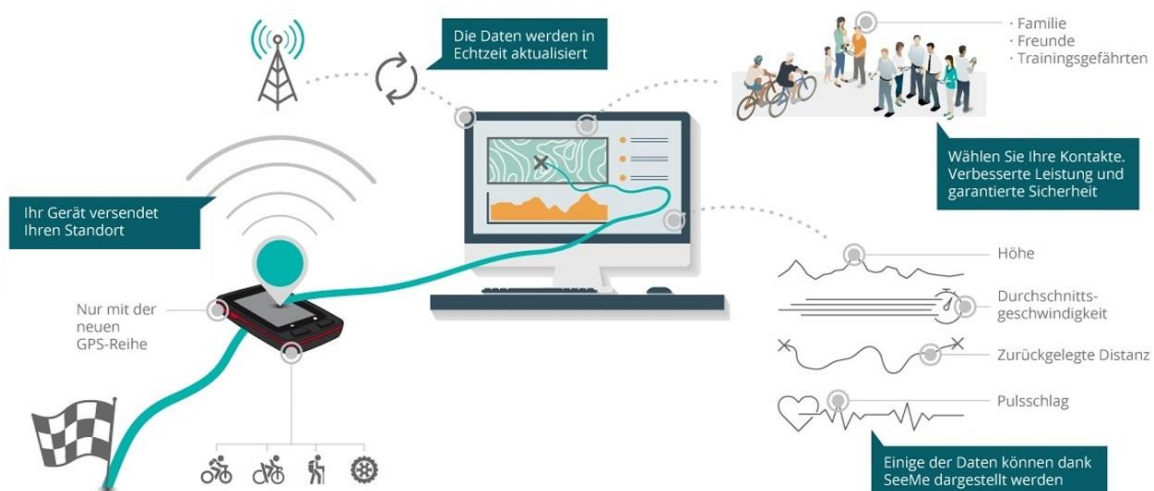 Die Daten werden in
Echtzeit aktualisiert
· Familie
· Freunde
· Trainingsgefährten
Wählen Sie Ihre Kontakte.
Verbesserte Leistung und
garantierte Sicherheit
Ihr Gerät versendet
Ihren Standort
Nur mit der
neuen
GPS-Reihe
Höhe
Durchschnitts-
geschwindigkeit
Zurückgelegte Distanz
Pulsschlag
Einige der Daten können dank
SeeMe dargestellt werden